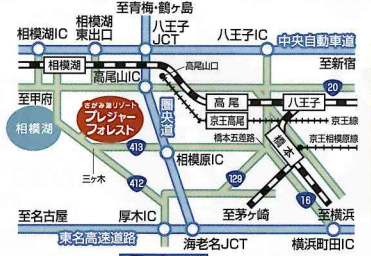 至青梅・鶴ヶ島
相模湖IC
相模湖
東出口
八王子
JCT
八王子IC
中央自動車道
至新宿
相模湖
高尾山口
高尾山IC
20
至甲府
高尾
八王子
京王高尾
京王線
相模湖
さがみ湖リゾート
プレジャー
フォレスト
圏央道
橋本五差路
橋本
京王相模原線
413
相模原IC
三ヶ木
412
129
16
至名古屋
厚木IC
至茅ヶ崎
至横浜
東名高速道路
海老名JCT
横浜町田IC